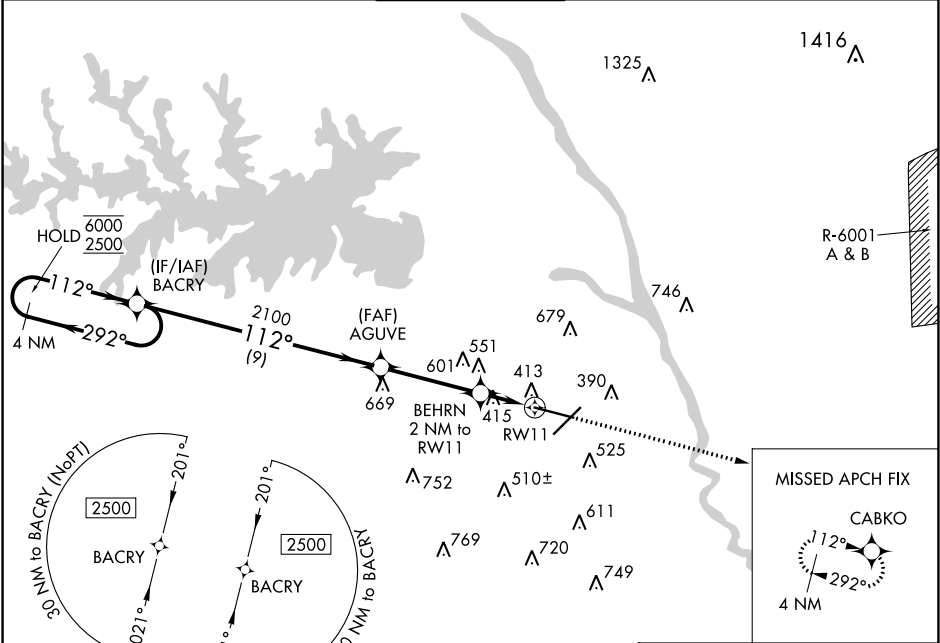 1416
1325
R-6001
A & B
HOLD 6000
2500
(IF/IAF)
BACRY
112°
292°
4 NM
2100
112°
(9)
(FAF)
AGUVE
669
601
551
BEHRN
2 NM to
RW11
415
413
RW11
679
746
390
525
752
510±
611
769
720
749
30 NM to BACRY (NoPT)
2500
201°
BACRY
021°
201°
2500
BACRY
NM to BACRY
MISSED APCH FIX
CABKO
112°
292°
4 NM